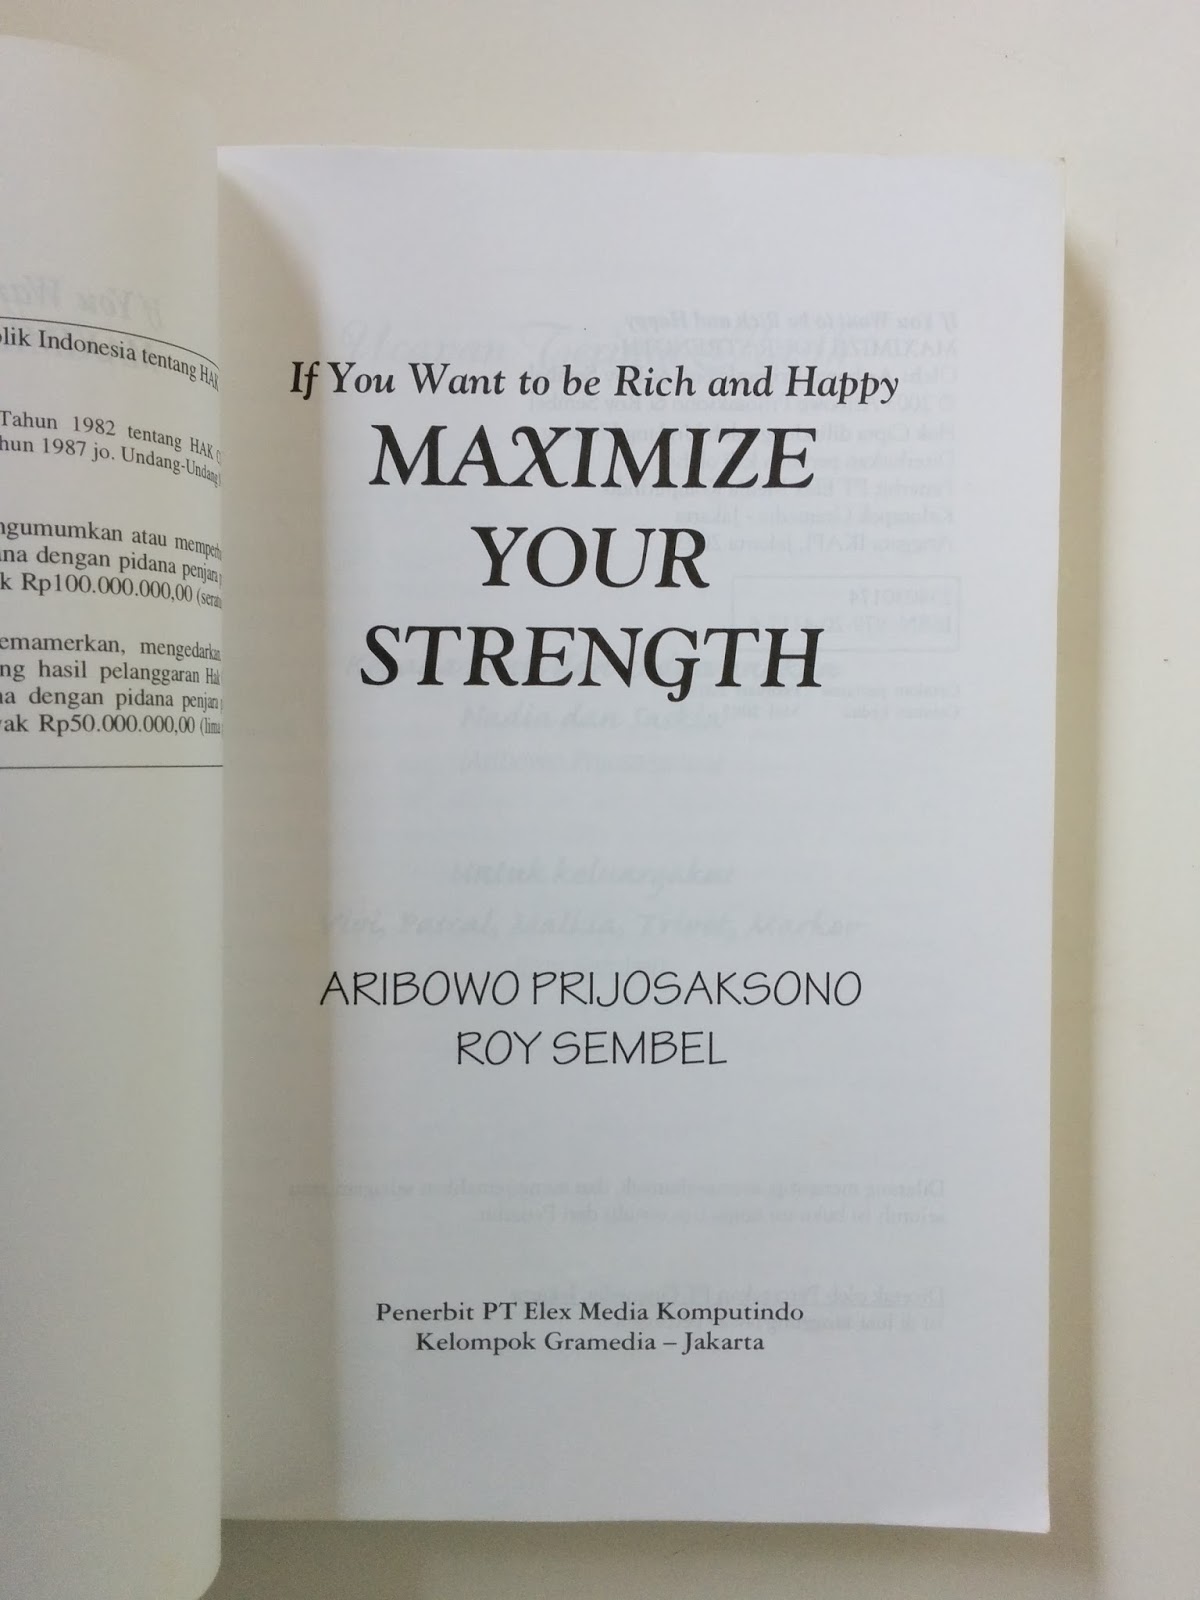 lik Indonesia tentang HAK
Tahun 1982 tentang HAK
hun 1987 jo. Undang-Undang
ngumumkan atau
ana dengan pidana penjara
k Rp100.000.000,00
emamerkan, mengedarkan
ng hasil pelanggaran Hak
na dengan pidana penjara
ak Rp50.000.000,00 (lima
If You Want to be Rich and Happy
MAXIMIZE
YOUR
STRENGTH
ARIBOWO PRIJOSAKSONO
ROY SEMBEL
Penerbit PT Elex Media Komputindo
Kelompok Gramedia – Jakarta